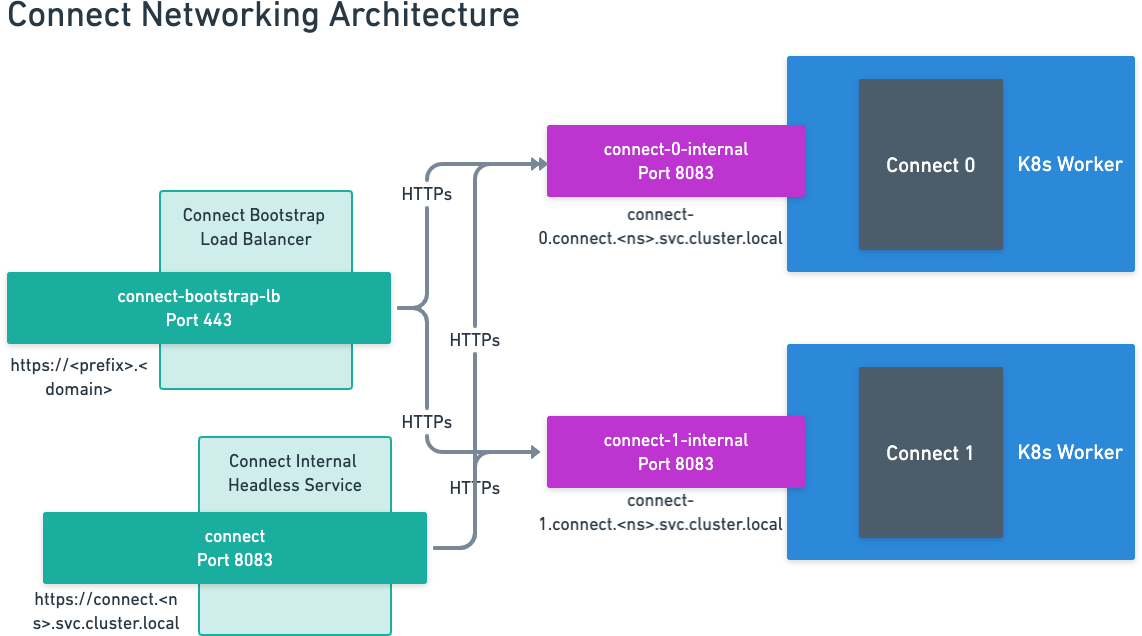 Connect Networking Architecture
connect-0-internal
Port 8083
Connect 0
K8s Worker
HTTPs
connect-
0.connect.<ns>.svc.cluster.local
Connect Bootstrap
Load Balancer
connect-bootstrap-lb
Port 443
HTTPs
https://<prefix>.<
domain>
HTTPs
connect-1-internal
Port 8083
Connect 1
K8s Worker
Connect Internal
Headless Service
HTTPs
connect-
1.connect.<ns>.svc.cluster.local
connect
Port 8083
https://connect.<n
s>.svc.cluster.local